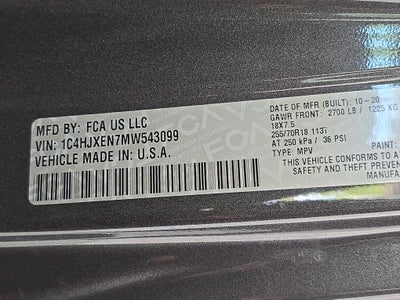 MFD BY: FCA US LLC
VIN: 1C4HJXEN7MW543099
VEHICLE MADE IN U.S.A.
DATE OF MFR (BUILT): 10-20
GAWR FRONT: 2700 LB / 1225 KG
18X7.5
255/70R18 113T
AT 250 kPa / 36 PSI
TYPE: MPV
PAINT:
THIS VEHICLE CONFORMS TO
SAFETY AND THEFT PREVENTION
MANUFACT